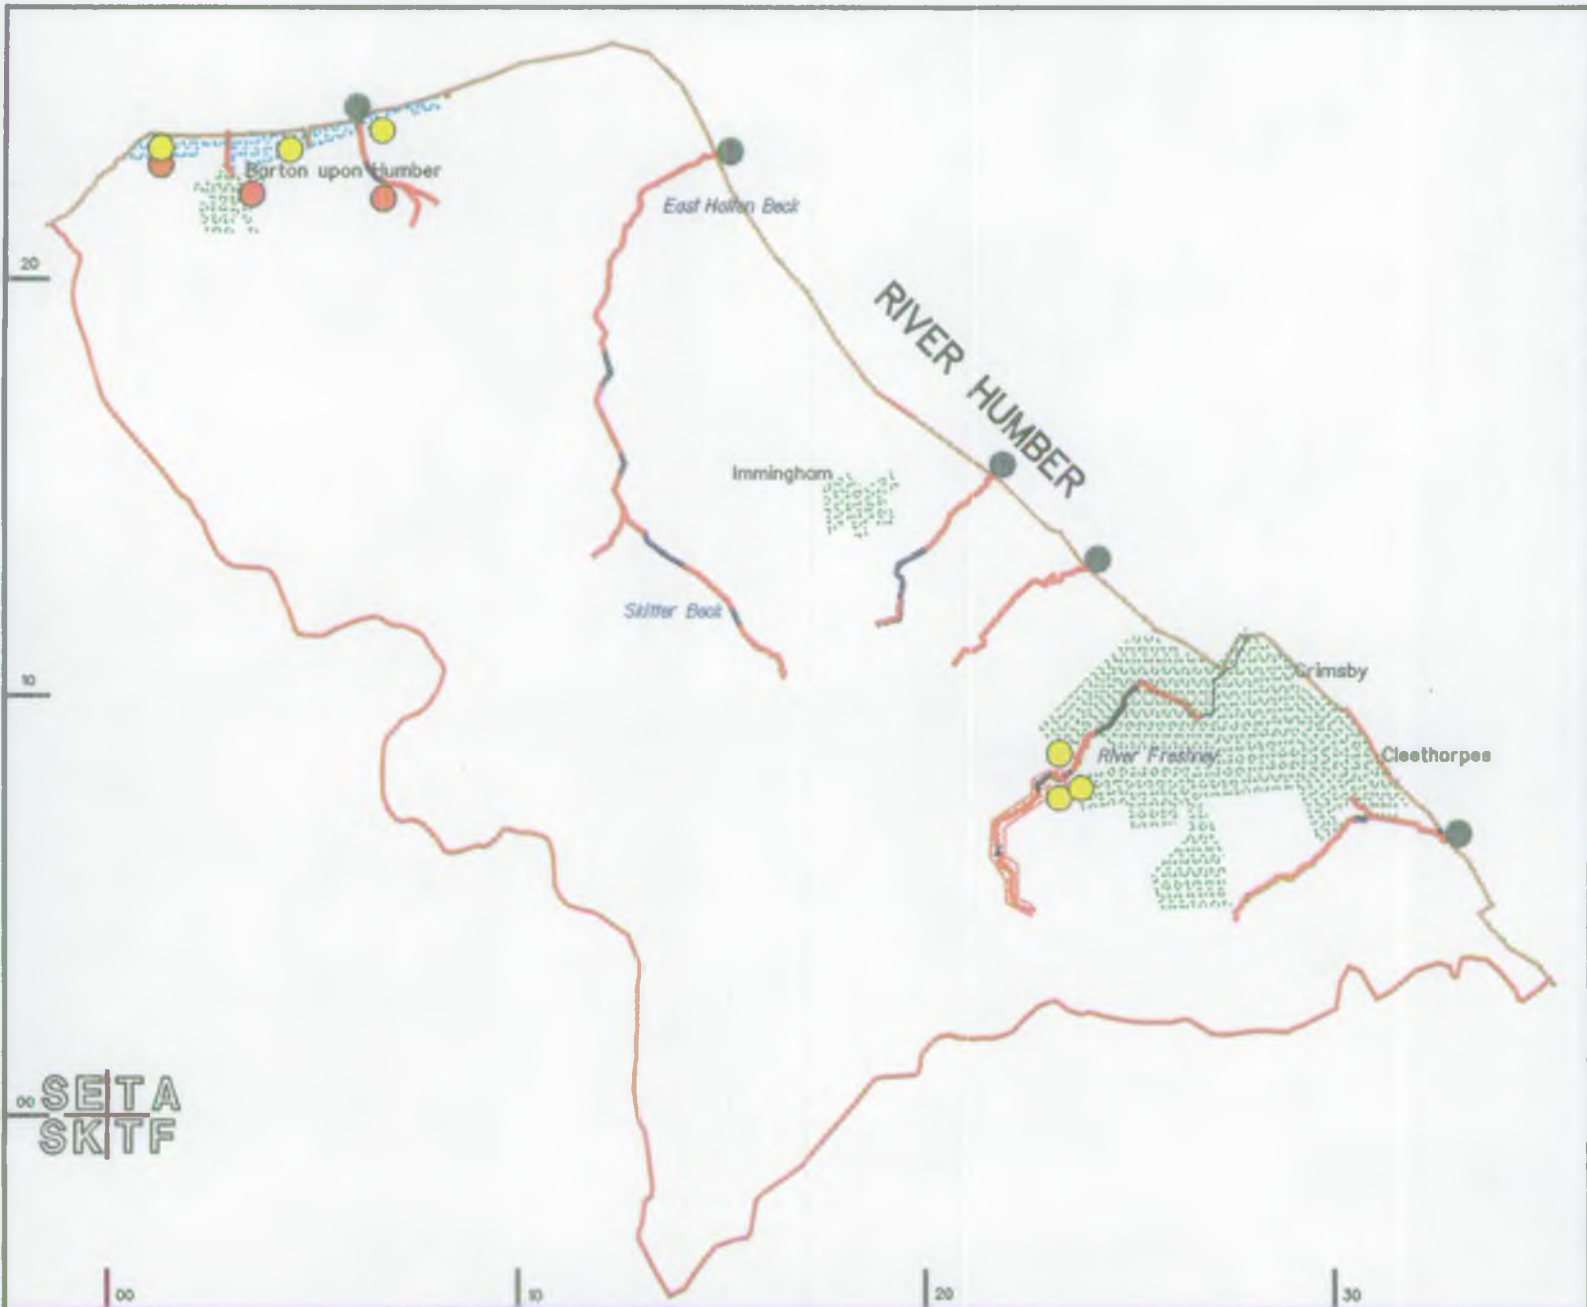 Barton upon Humber
East Halton Beck
20
RIVER HUMBER
Immingham
Skitter Beck
10
Grimsby
River Freshney
Cleethorpes
00
SE TA
SK TF
00
10
20
30